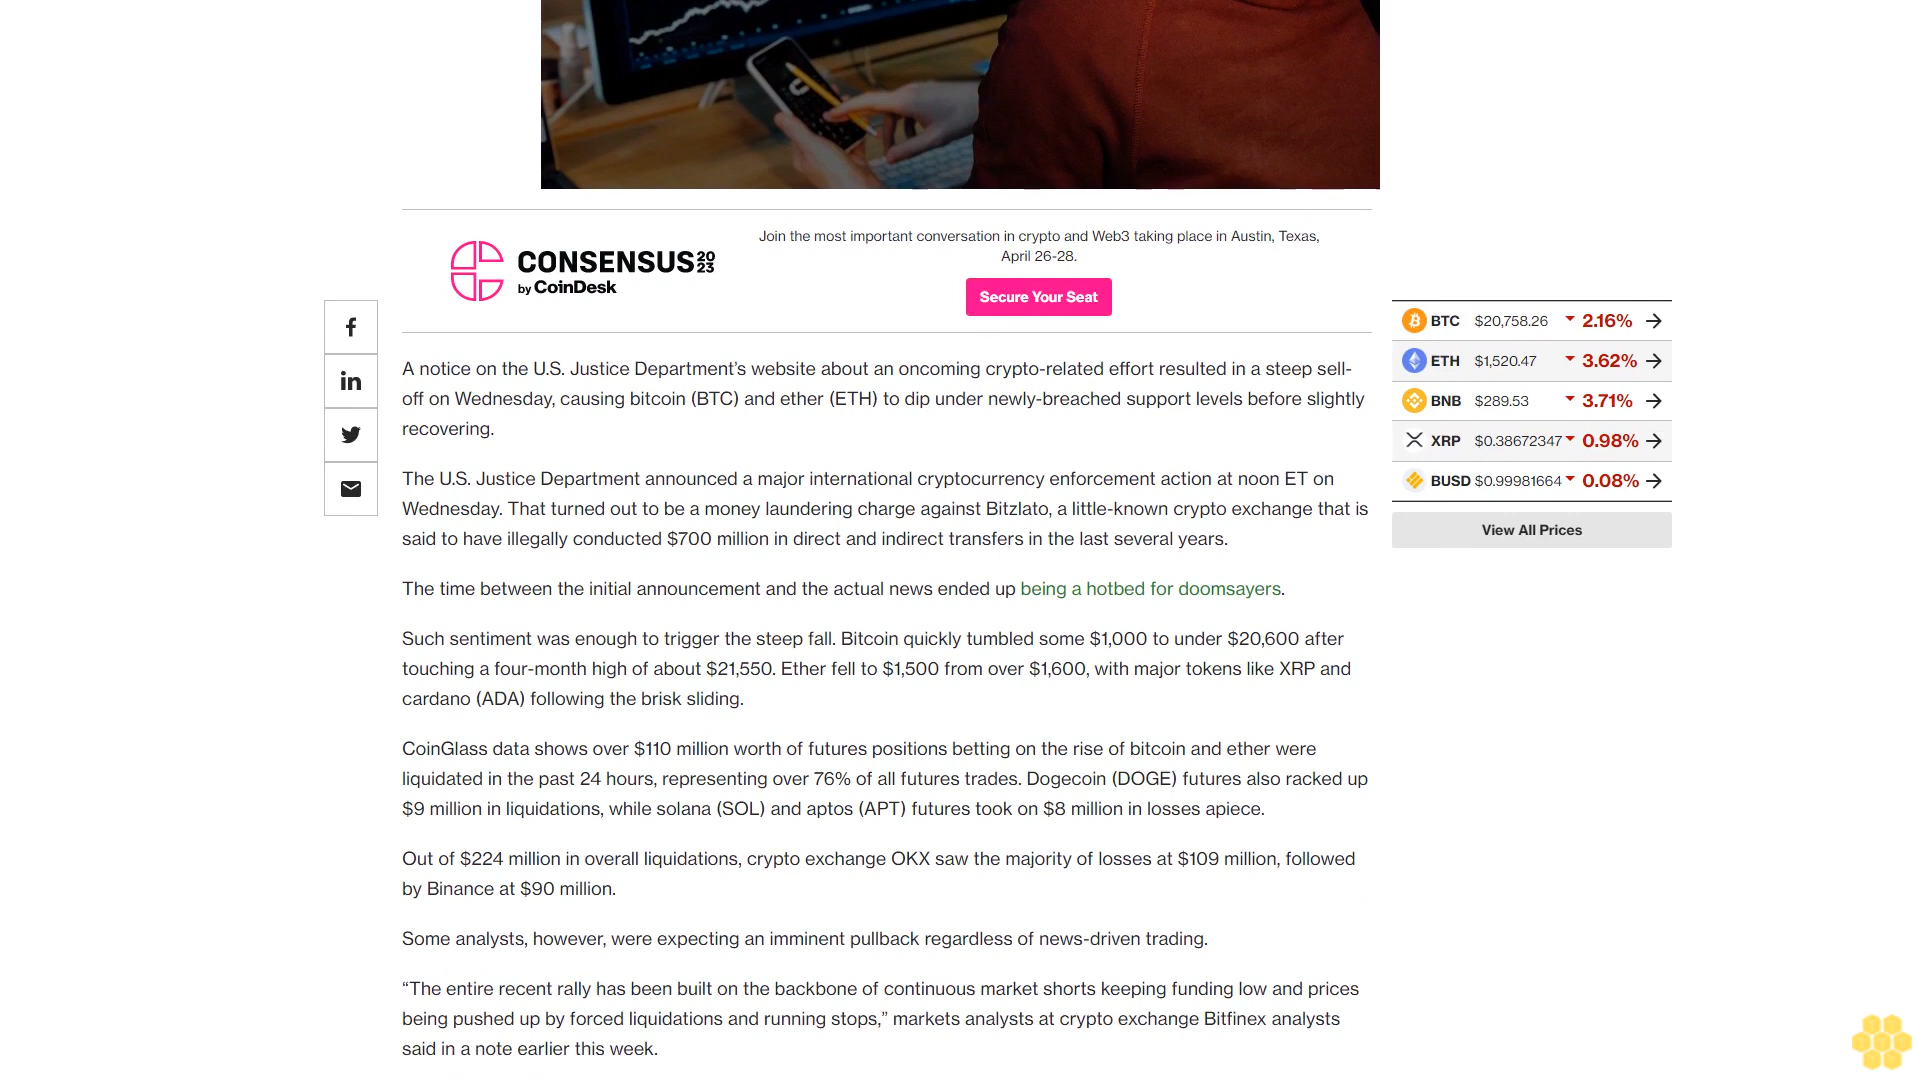 CONSENSUS 20 23
by CoinDesk
Join the most important conversation in crypto and Web3 taking place in Austin, Texas,
April 26-28.
Secure Your Seat
A notice on the U.S. Justice Department's website about an oncoming crypto-related effort resulted in a steep sell-
off on Wednesday, causing bitcoin (BTC) and ether (ETH) to dip under newly-breached support levels before slightly
recovering.
The U.S. Justice Department announced a major international cryptocurrency enforcement action at noon ET on
Wednesday. That turned out to be a money laundering charge against Bitzlato, a little-known crypto exchange that is
said to have illegally conducted $700 million in direct and indirect transfers in the last several years.
The time between the initial announcement and the actual news ended up being a hotbed for doomsayers.
Such sentiment was enough to trigger the steep fall. Bitcoin quickly tumbled some $1,000 to under $20,600 after
touching a four-month high of about $21,550. Ether fell to $1,500 from over $1,600, with major tokens like XRP and
cardano (ADA) following the brisk sliding.
CoinGlass data shows over $110 million worth of futures positions betting on the rise of bitcoin and ether were
liquidated in the past 24 hours, representing over 76% of all futures trades. Dogecoin (DOGE) futures also racked up
$9 million in liquidations, while solana (SOL) and aptos (APT) futures took on $8 million in losses apiece.
Out of $224 million in overall liquidations, crypto exchange OKX saw the majority of losses at $109 million, followed
by Binance at $90 million.
Some analysts, however, were expecting an imminent pullback regardless of news-driven trading.
“The entire recent rally has been built on the backbone of continuous market shorts keeping funding low and prices
being pushed up by forced liquidations and running stops,” markets analysts at crypto exchange Bitfinex analysts
said in a note earlier this week.
BTC $20,758.26 2.16%
ETH $1,520.47 3.62%
BNB $289.53 3.71%
XRP $0.38672347 0.98%
BUSD $0.99981664 0.08%
View All Prices